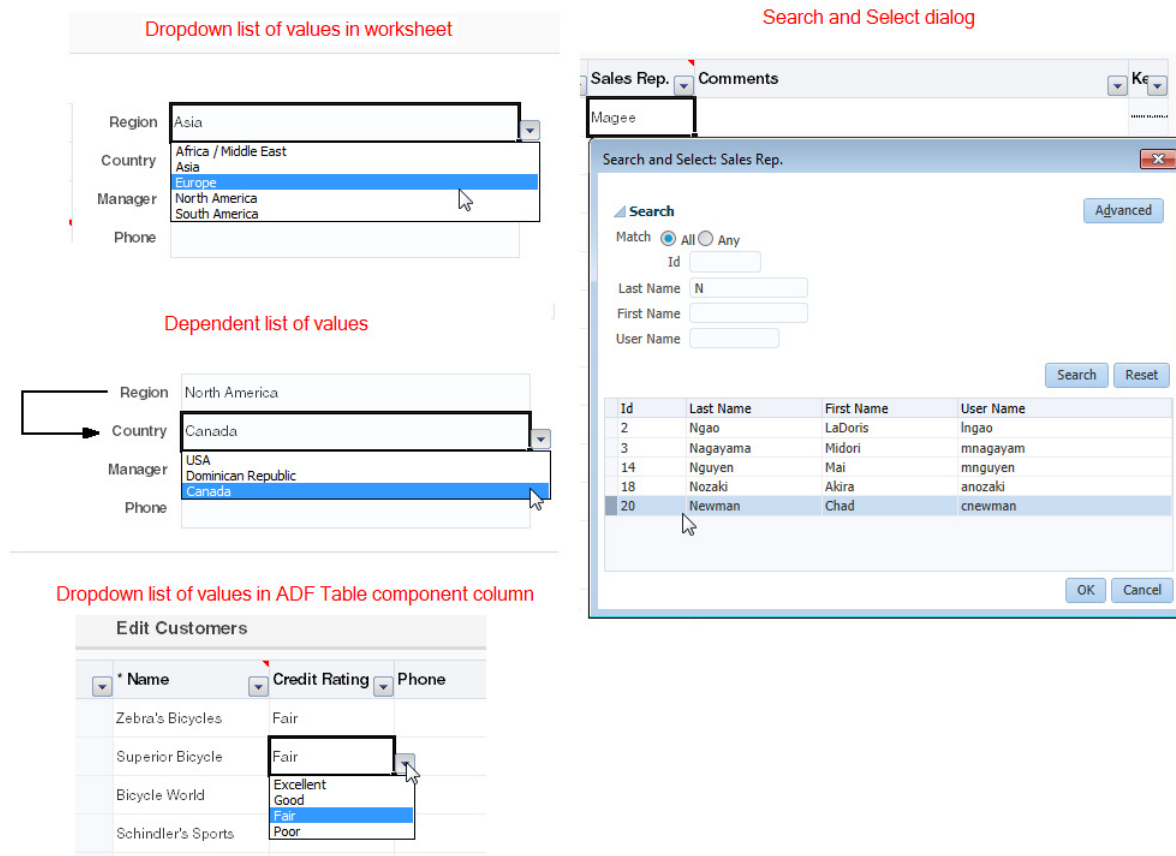 Dropdown list of values in worksheet
Region Asia
Africa / Middle East
Country Asia
Europe
Manager North America
South America
Phone
Dependent list of values
Region North America
Country Canada
USA
Manager Dominican Republic
Canada
Phone
Dropdown list of values in ADF Table component column
Edit Customers
* Name Credit Rating Phone
Zebra's Bicycles Fair
Superior Bicycle Fair
Excellent
Bicycle World Good
Fair
Schindler's Sports Poor
Search and Select dialog
Sales Rep. Comments Ke
Magee
Search and Select: Sales Rep.
Search Advanced
Match All Any
Id
Last Name N
First Name
User Name
Search Reset
Id Last Name First Name User Name
2 Ngao LaDoris lngao
3 Nagayama Midori mnagayam
14 Nguyen Mai mnguyen
18 Nozaki Akira anozaki
20 Newman Chad cnewman
OK Cancel